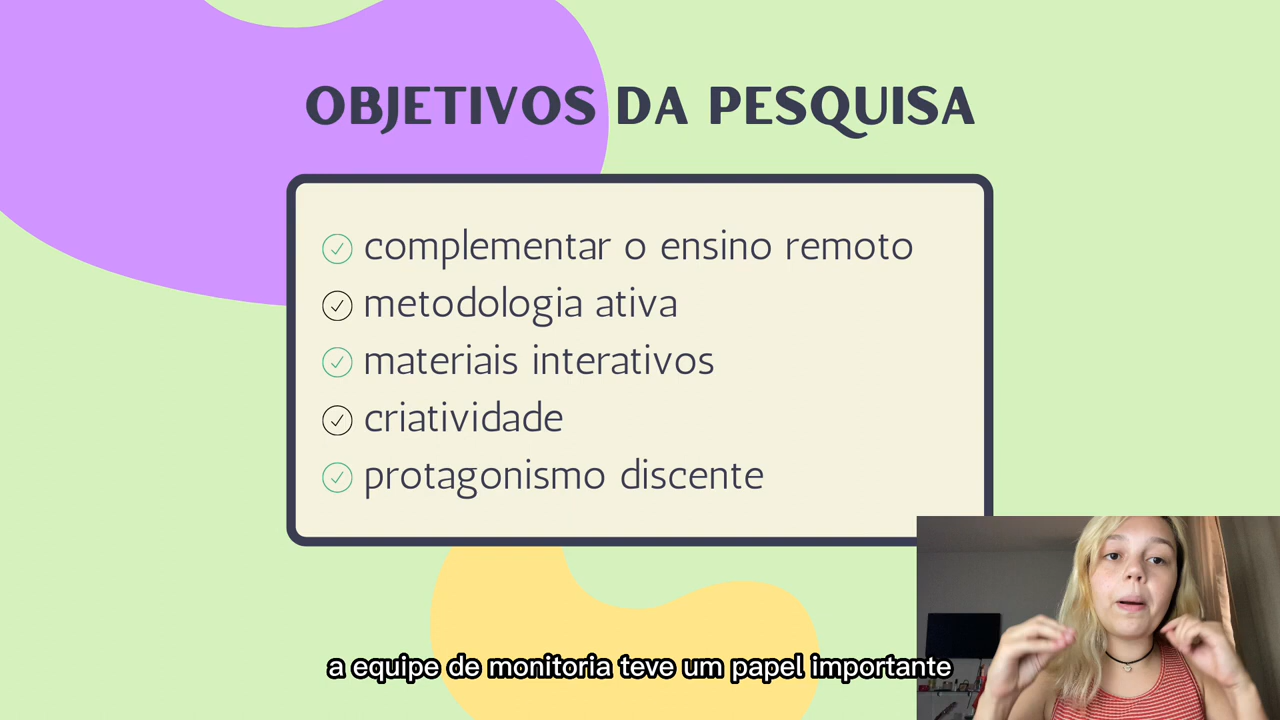 OBJETIVOS DA PESQUISA
complementar o ensino remoto
metodologia ativa
materiais interativos
criatividade
protagonismo discente
a equipe de monitoria teve um papel importante